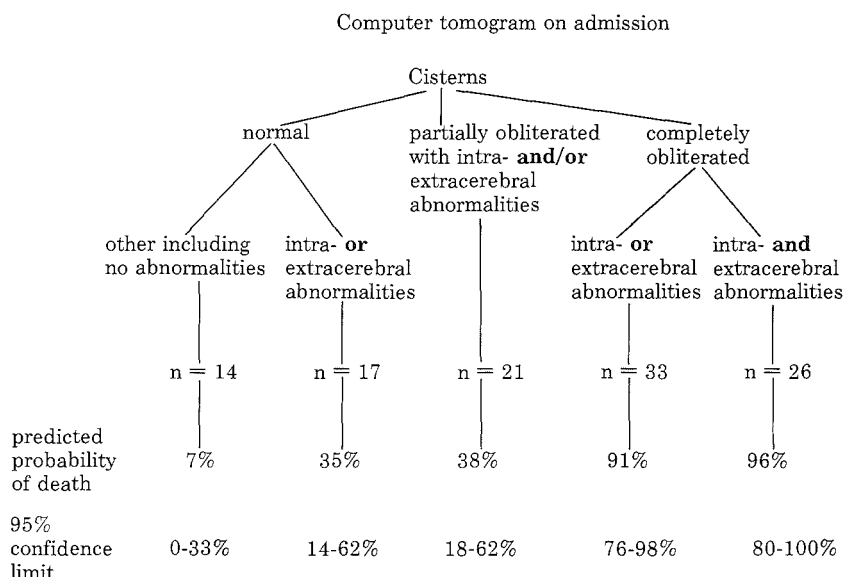 Computer tomogram on admission
Cisterns
normal
partially obliterated
with intra- and/or
extracerebral
abnormalities
completely
obliterated
other including
no abnormalities
intra- or
extracerebral
abnormalities
intra- or
extracerebral
abnormalities
intra- and
extracerebral
abnormalities
n = 14 n = 17 n = 21 n = 33 n = 26
predicted
probability
of death
7% 35% 38% 91% 96%
95%
confidence
limit
0-33% 14-62% 18-62% 76-98% 80-100%